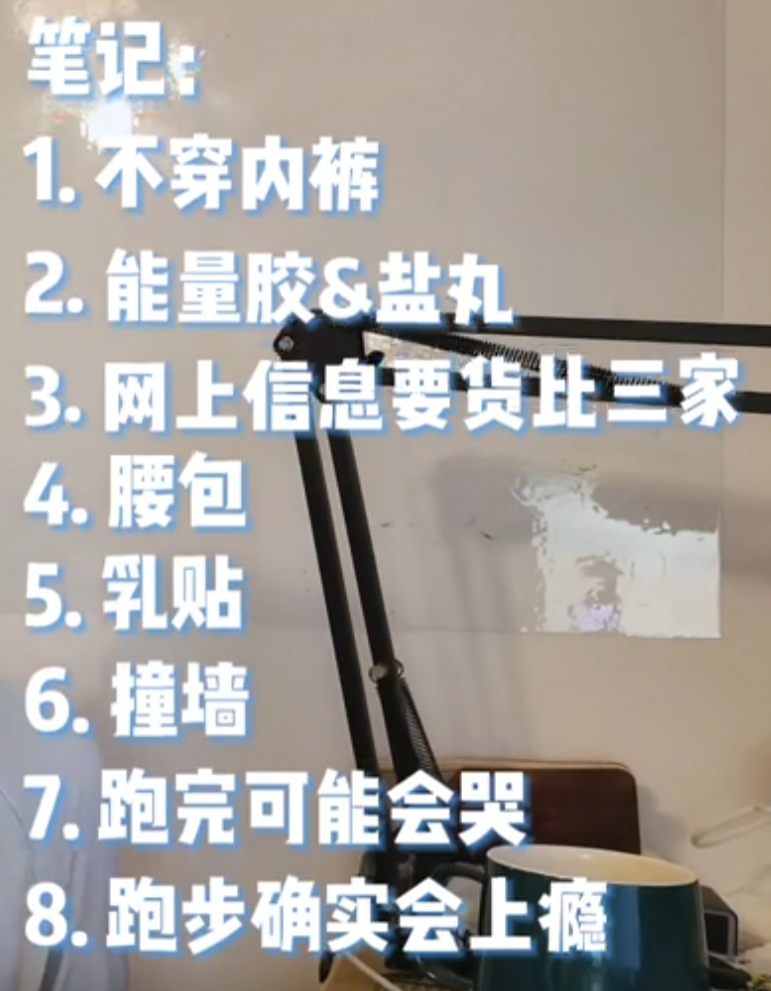 笔记：
1. 不穿内裤
2. 能量胶&盐丸
3. 网上信息要货比三家
4. 腰包
5. 乳贴
6. 撞墙
7. 跑完可能会哭
8. 跑步确实会上瘾